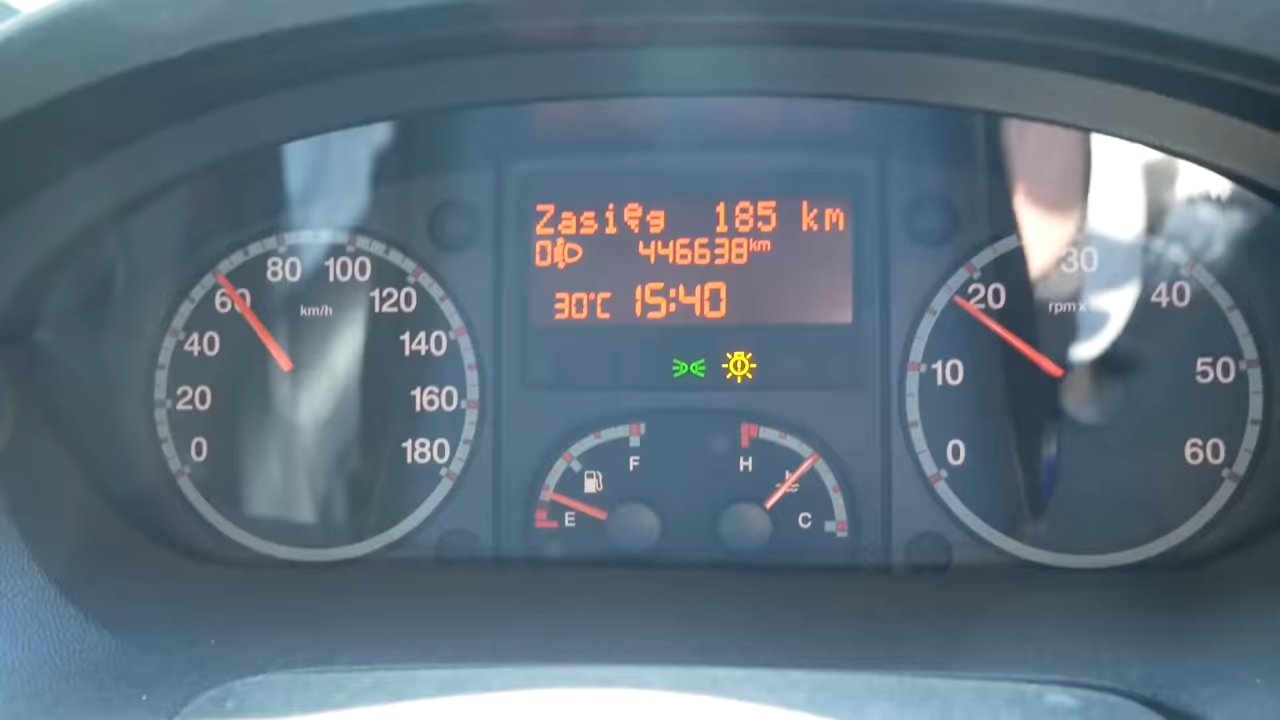 Zasięg 185 km
0 446638km
30°C 15:40
0 20 40 60 80 100 120 140 160 180
km/h
E F
H C
0 10 20 30 40 50 60